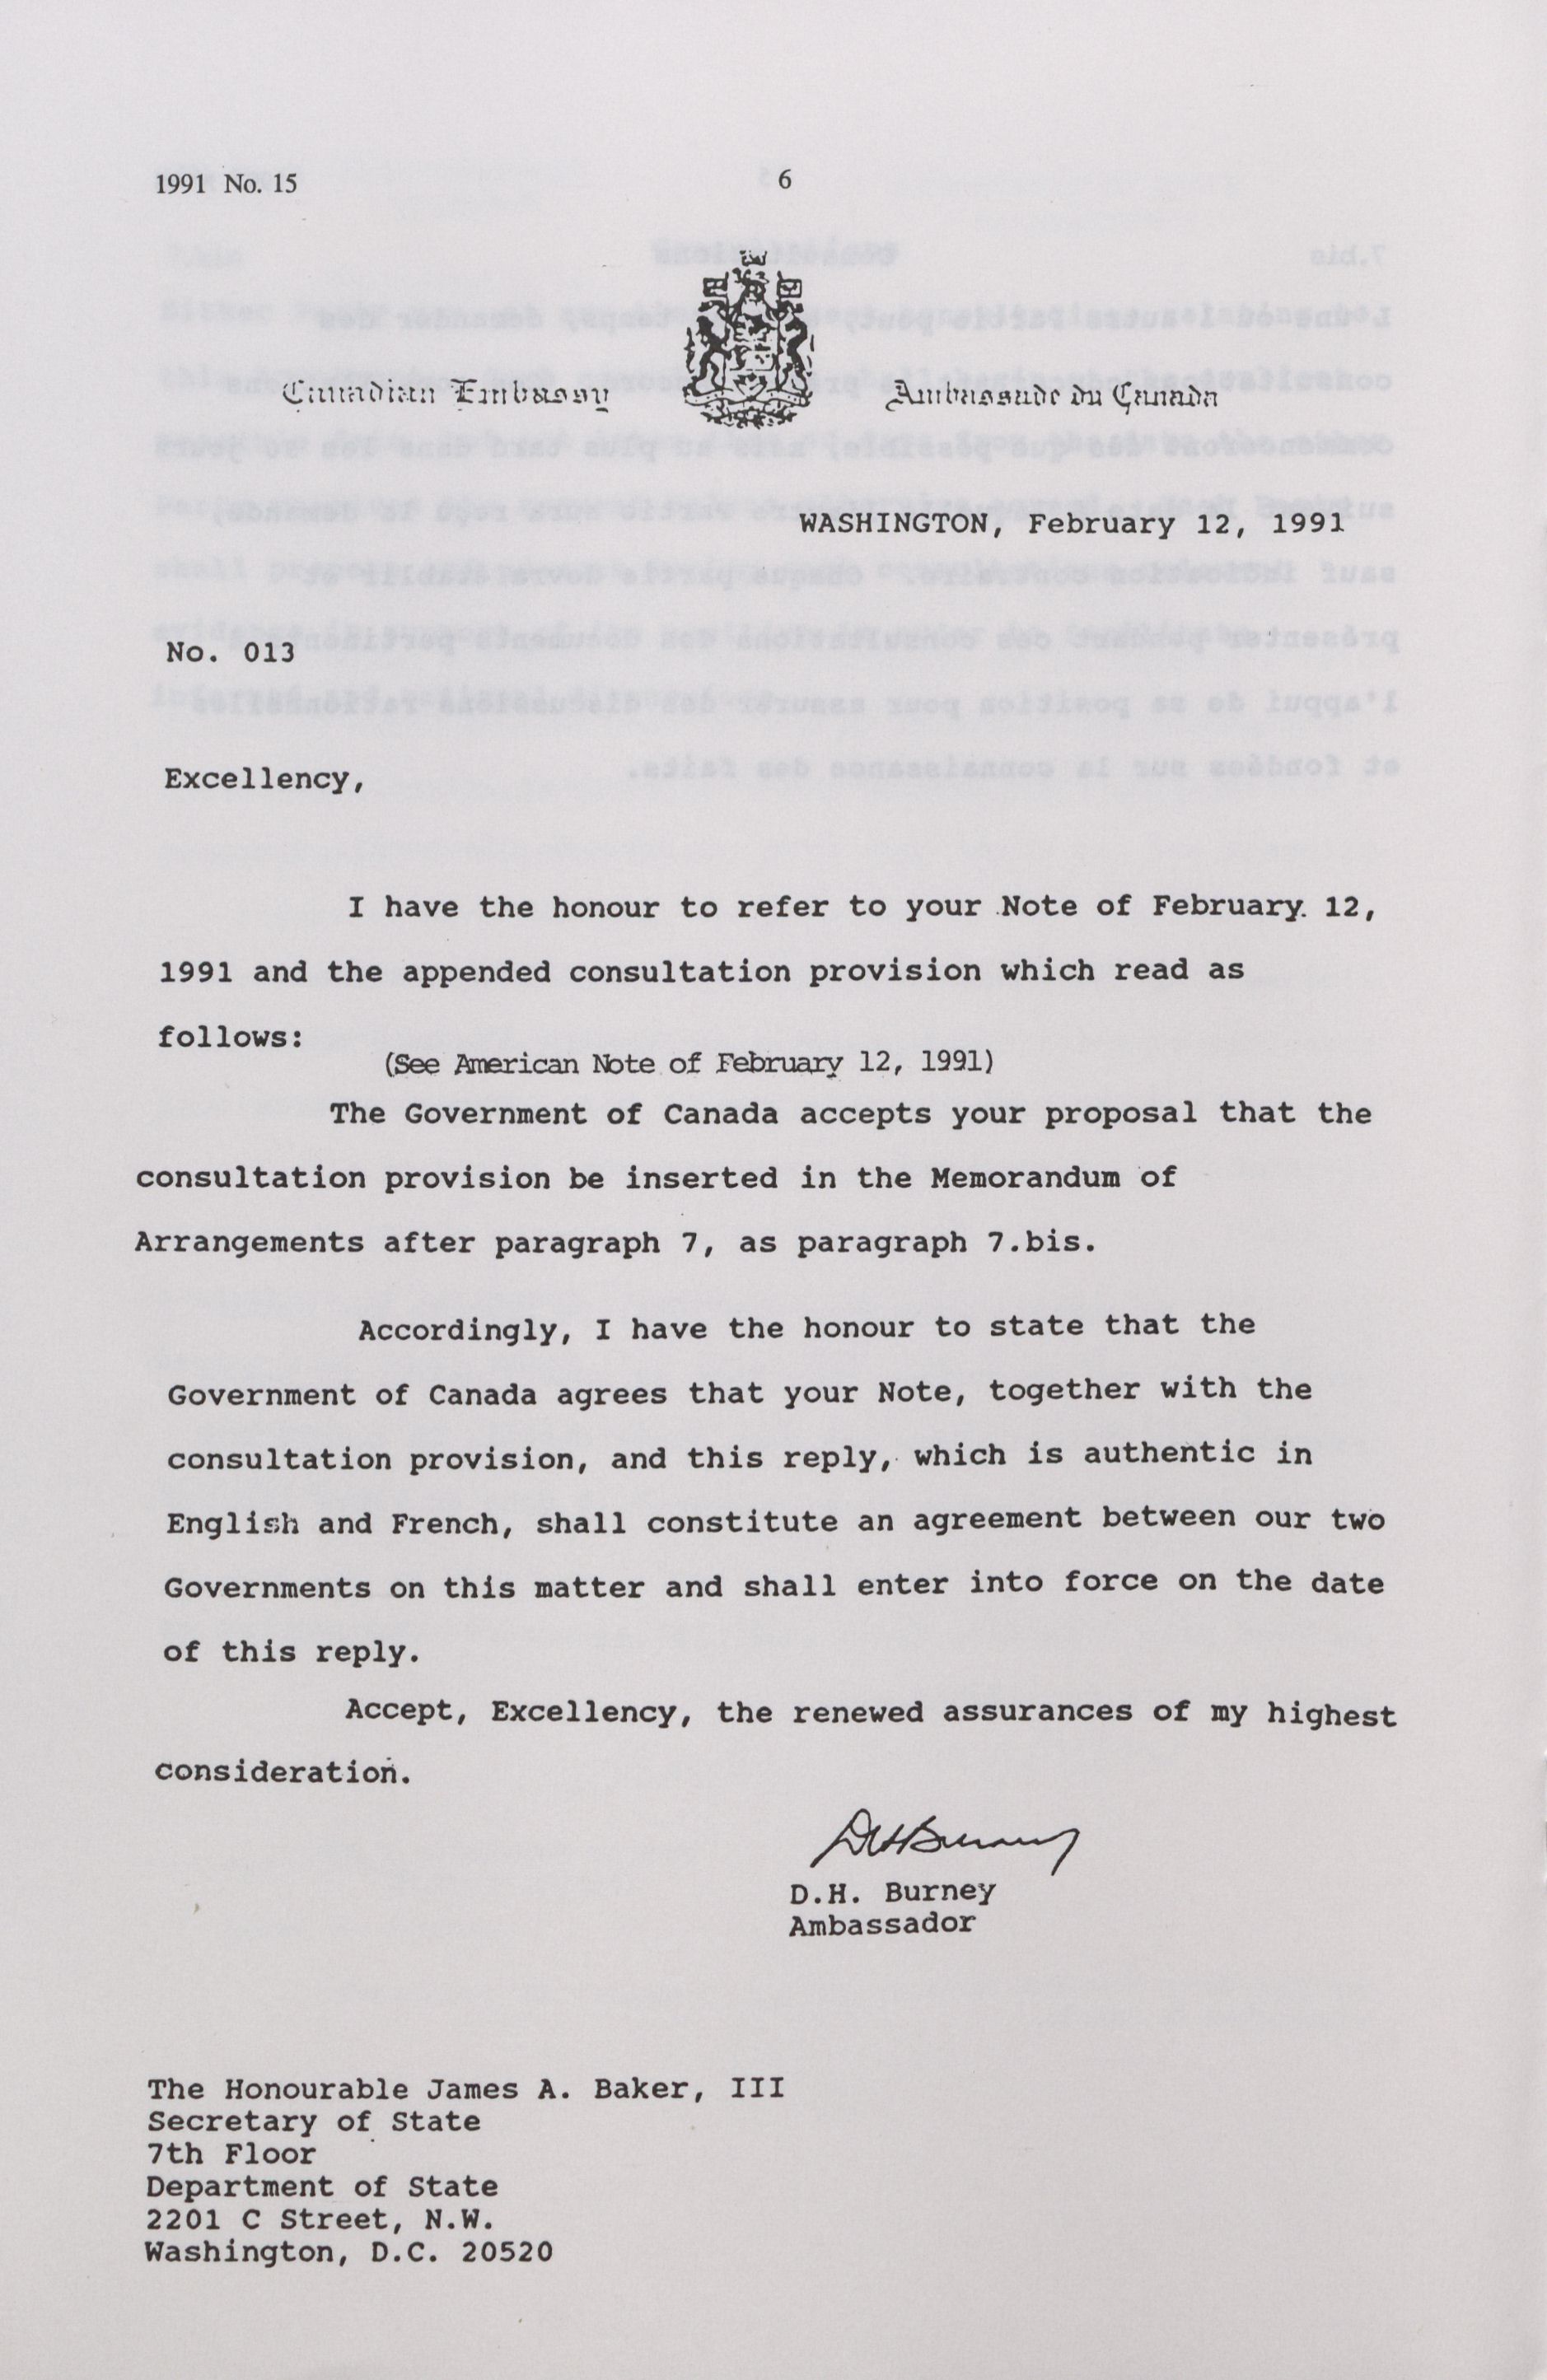 1991 No. 15
6
Canadian Embassy
Ambassade du Canada
WASHINGTON, February 12, 1991
No. 013
Excellency,
I have the honour to refer to your Note of February 12,
1991 and the appended consultation provision which read as
follows:
(See American Note of February 12, 1991)
The Government of Canada accepts your proposal that the
consultation provision be inserted in the Memorandum of
Arrangements after paragraph 7, as paragraph 7.bis.
Accordingly, I have the honour to state that the
Government of Canada agrees that your Note, together with the
consultation provision, and this reply, which is authentic in
English and French, shall constitute an agreement between our two
Governments on this matter and shall enter into force on the date
of this reply.
Accept, Excellency, the renewed assurances of my highest
consideration.
DHBurney
D.H. Burney
Ambassador
The Honourable James A. Baker, III
Secretary of State
7th Floor
Department of State
2201 C Street, N.W.
Washington, D.C. 20520